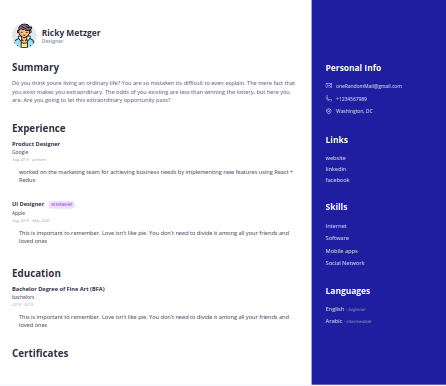 Ricky Metzger
Designer
Summary
Do you think youre living an ordinary life? You are so mistaken its difficult to even explain. The mere fact that
you exist makes you extraordinary. The odds of you existing are less than winning the lottery, but here you
are. Are you going to let this extraordinary opportunity pass?
Experience
Product Designer
Google
Aug 2019 - present
worked on the marketing team for achieving business needs by implementing new features using React +
Redux
UI Designer INTERNSHIP
Apple
Aug 2019 - May 2020
This is important to remember. Love isn't like pie. You don't need to divide it among all your friends and
loved ones
Education
Bachelor Degree of Fine Art (BFA)
bachelors
This is important to remember. Love isn't like pie. You don't need to divide it among all your friends and
loved ones
Certificates
Personal Info
oneRandomMail@gmail.com
+1234567989
Washington, DC
Links
website
linkedin
facebook
Skills
Internet
Software
Mobile apps
Social Network
Languages
English - beginner
Arabic - intermediate